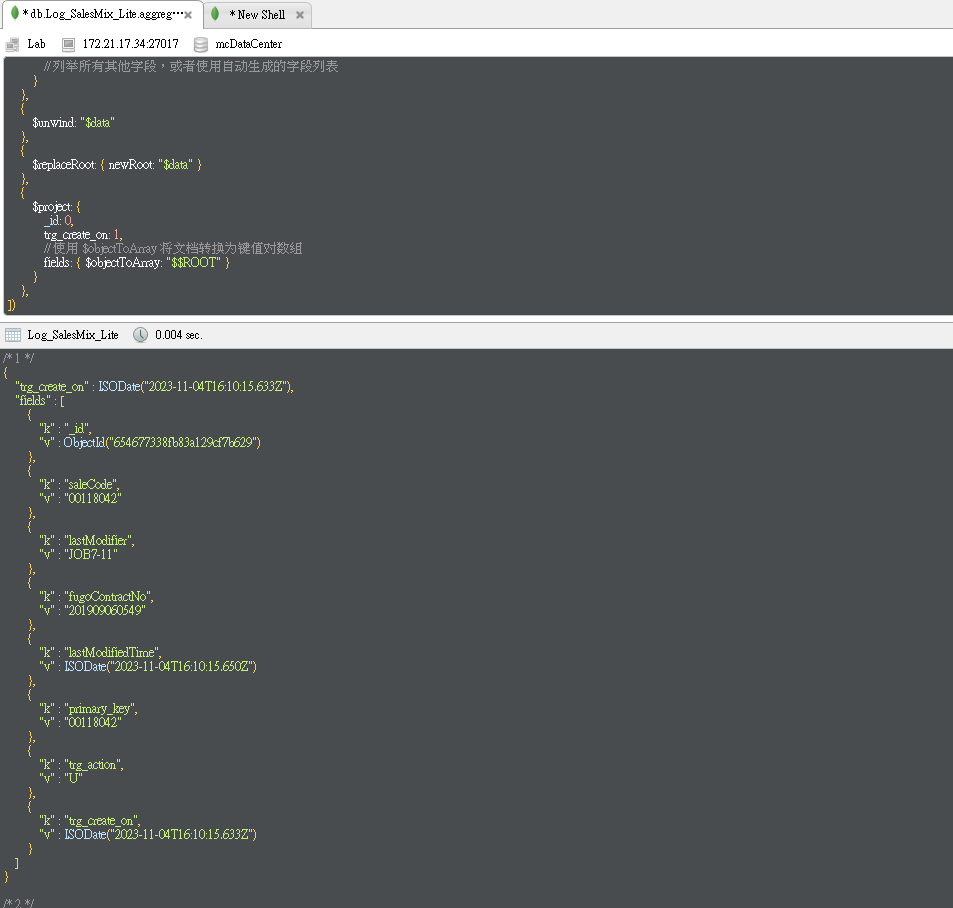 * db.Log_SalesMix_Lite.aggreg···
* New Shell
Lab 172.21.17.34:27017 mcDataCenter
//列举所有其他字段，或者使用自动生成的字段列表
}
},
{
$unwind: "$data"
},
{
$replaceRoot: { newRoot: "$data" }
},
{
$project: {
_id: 0,
trg_create_on: 1,
// 使用 $objectToArray 将文档转换为键值对数组
fields: { $objectToArray: "$$ROOT" }
}
},
])
Log_SalesMix_Lite 0.004 sec.
/* 1 */
{
"trg_create_on" : ISODate("2023-11-04T16:10:15.633Z"),
"fields" : [
{
"k" : "_id",
"v" : ObjectId("654677338fb83a129cf7b629")
},
{
"k" : "saleCode",
"v" : "00118042"
},
{
"k" : "lastModifier",
"v" : "JOB7-11"
},
{
"k" : "fugoContractNo",
"v" : "201909060549"
},
{
"k" : "lastModifiedTime",
"v" : ISODate("2023-11-04T16:10:15.650Z")
},
{
"k" : "primary_key",
"v" : "00118042"
},
{
"k" : "trg_action",
"v" : "U"
},
{
"k" : "trg_create_on",
"v" : ISODate("2023-11-04T16:10:15.633Z")
}
]
}
/* 2 */